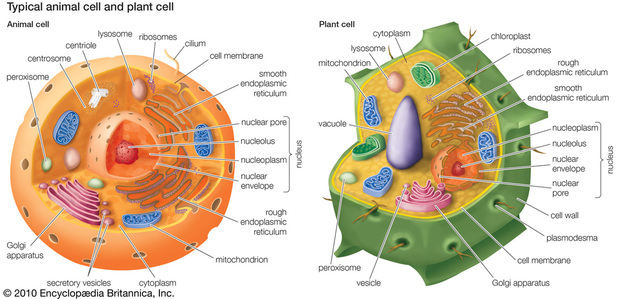 Typical animal cell and plant cell
Animal cell
lysosome
ribosomes
centriole
cilium
centrosome
cell membrane
peroxisome
smooth
endoplasmic
reticulum
nuclear pore
nucleolus
nucleoplasm
nuclear
envelope
nucleus
rough
endoplasmic
reticulum
Golgi
apparatus
mitochondrion
secretory vesicles
cytoplasm
Plant cell
cytoplasm
chloroplast
lysosome
ribosomes
mitochondrion
rough
endoplasmic reticulum
smooth
endoplasmic reticulum
vacuole
nucleoplasm
nucleolus
nuclear
envelope
nuclear
pore
nucleus
cell wall
plasmodesma
cell membrane
peroxisome
vesicle
Golgi apparatus
© 2010 Encyclopædia Britannica, Inc.